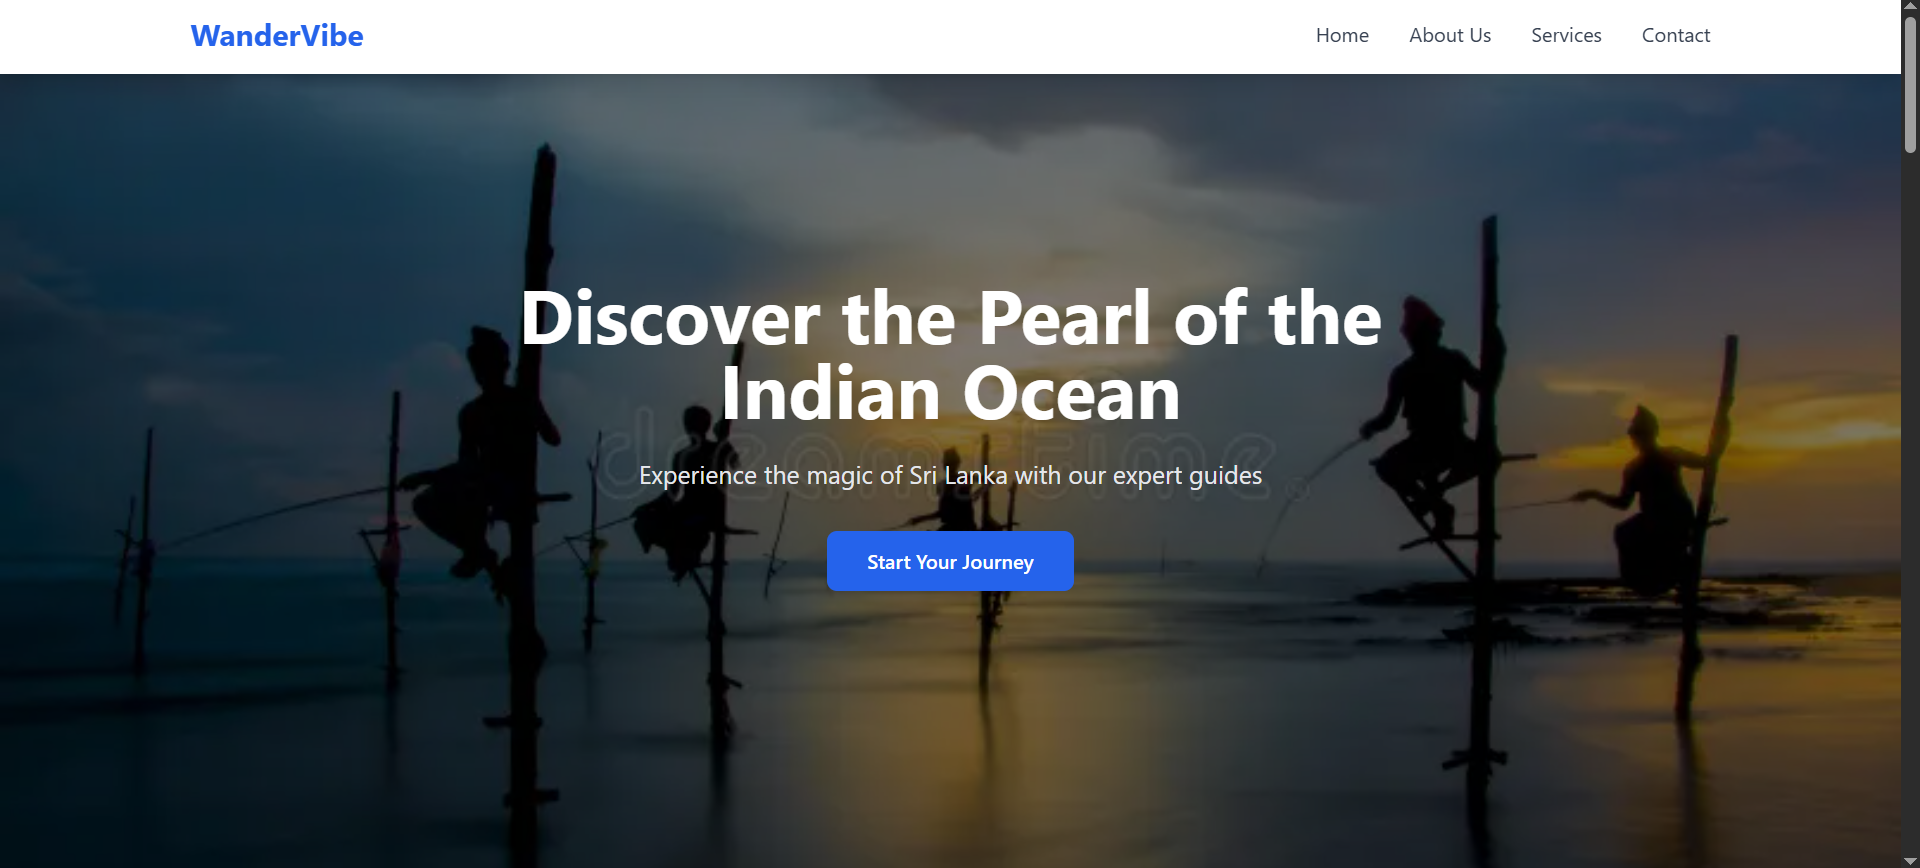 WanderVibe
Home About Us Services Contact
Discover the Pearl of the
Indian Ocean
dreamstime
Experience the magic of Sri Lanka with our expert guides
Start Your Journey